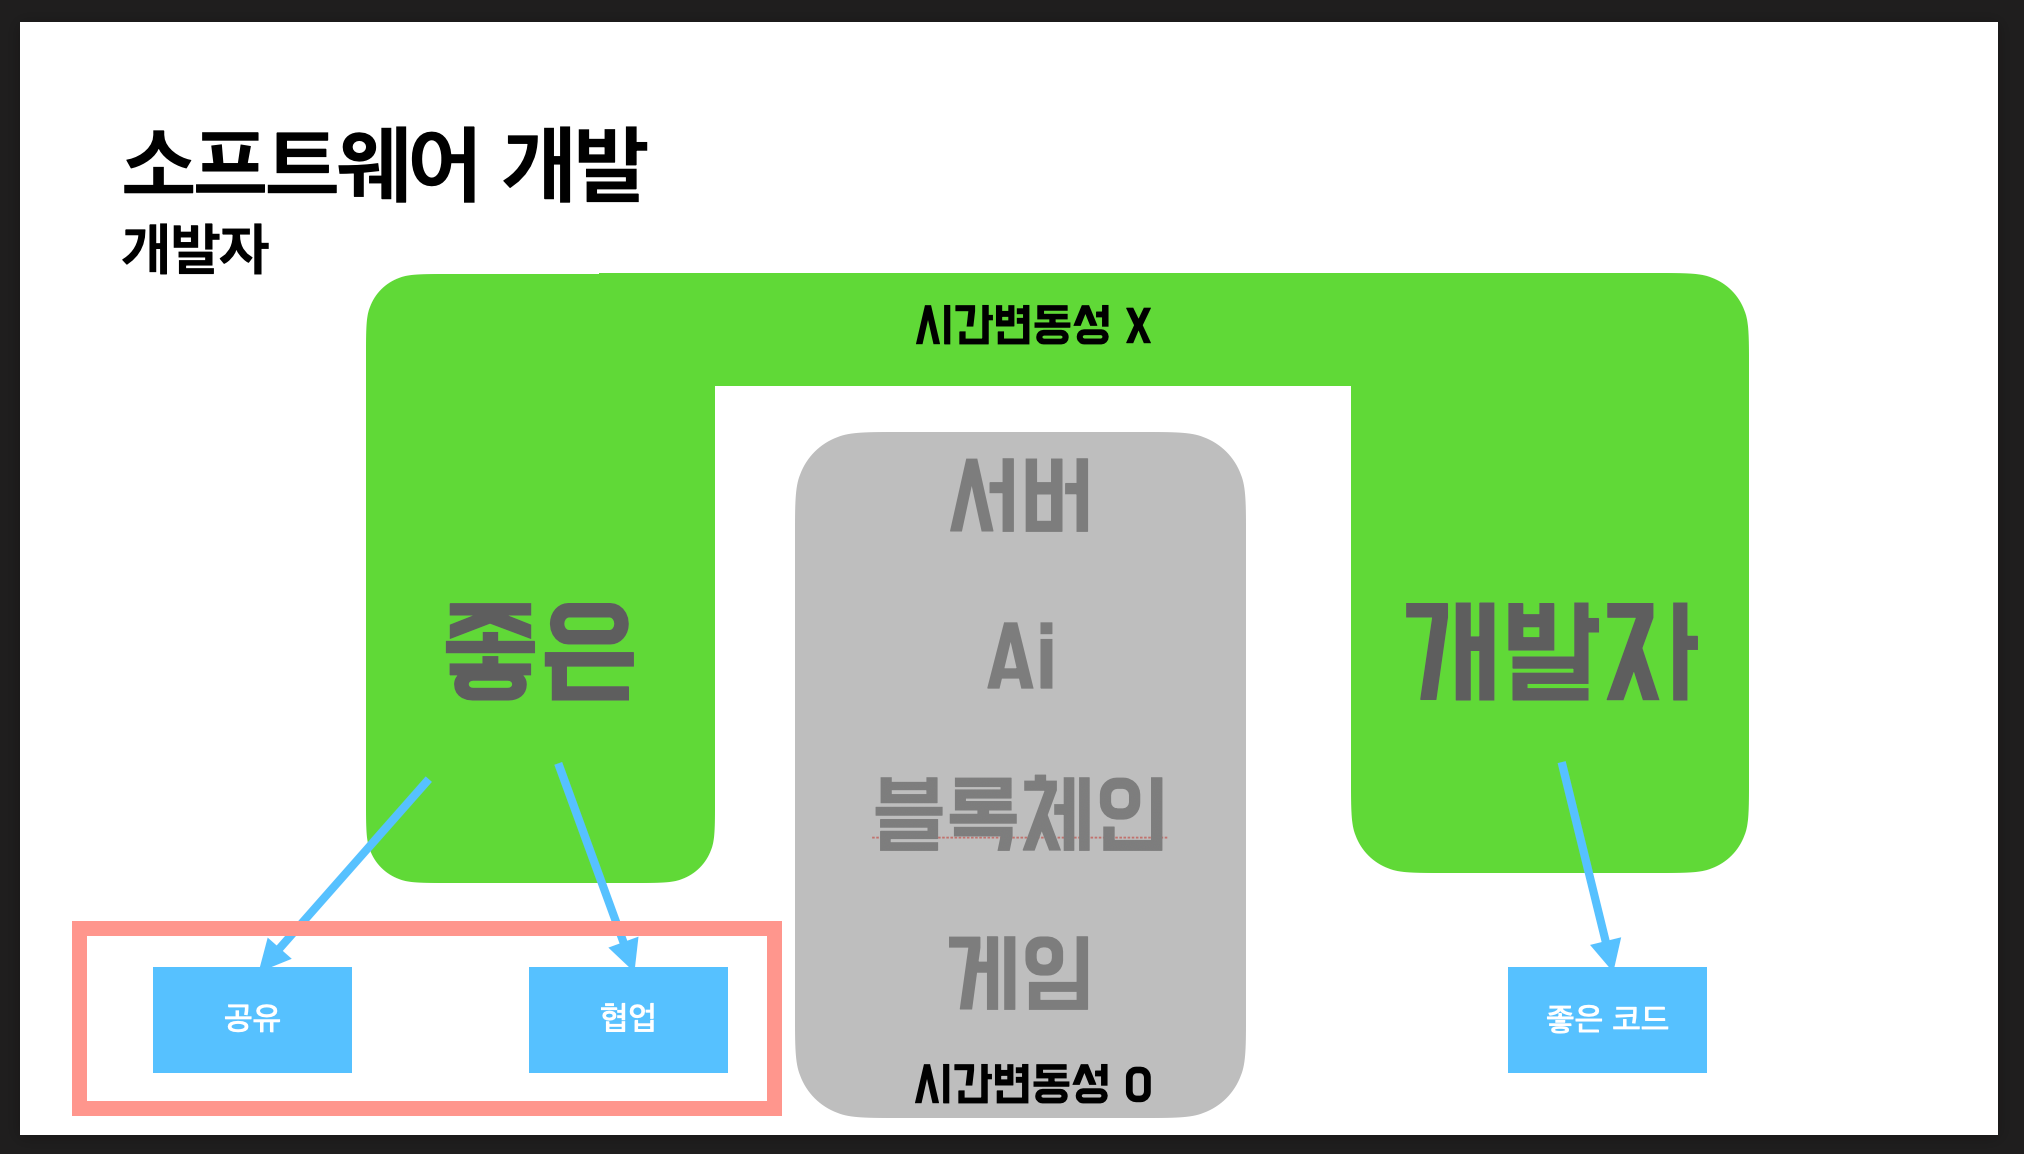 소프트웨어 개발
개발자
시간변동성 X
서버
Ai
좋은
개발자
블록체인
게임
공유
협업
좋은 코드
시간변동성 O